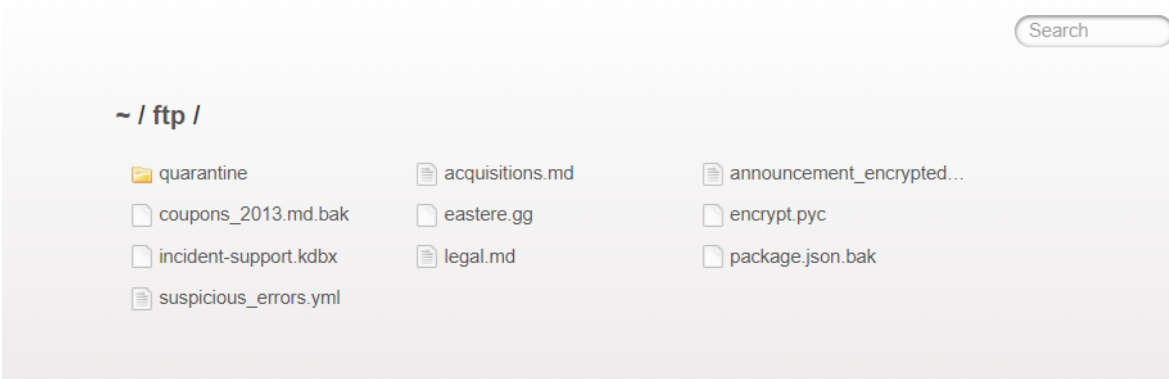 Search
~ / ftp /
quarantine acquisitions.md announcement_encrypted…
coupons_2013.md.bak eastere.gg encrypt.pyc
incident-support.kdbx legal.md package.json.bak
suspicious_errors.yml